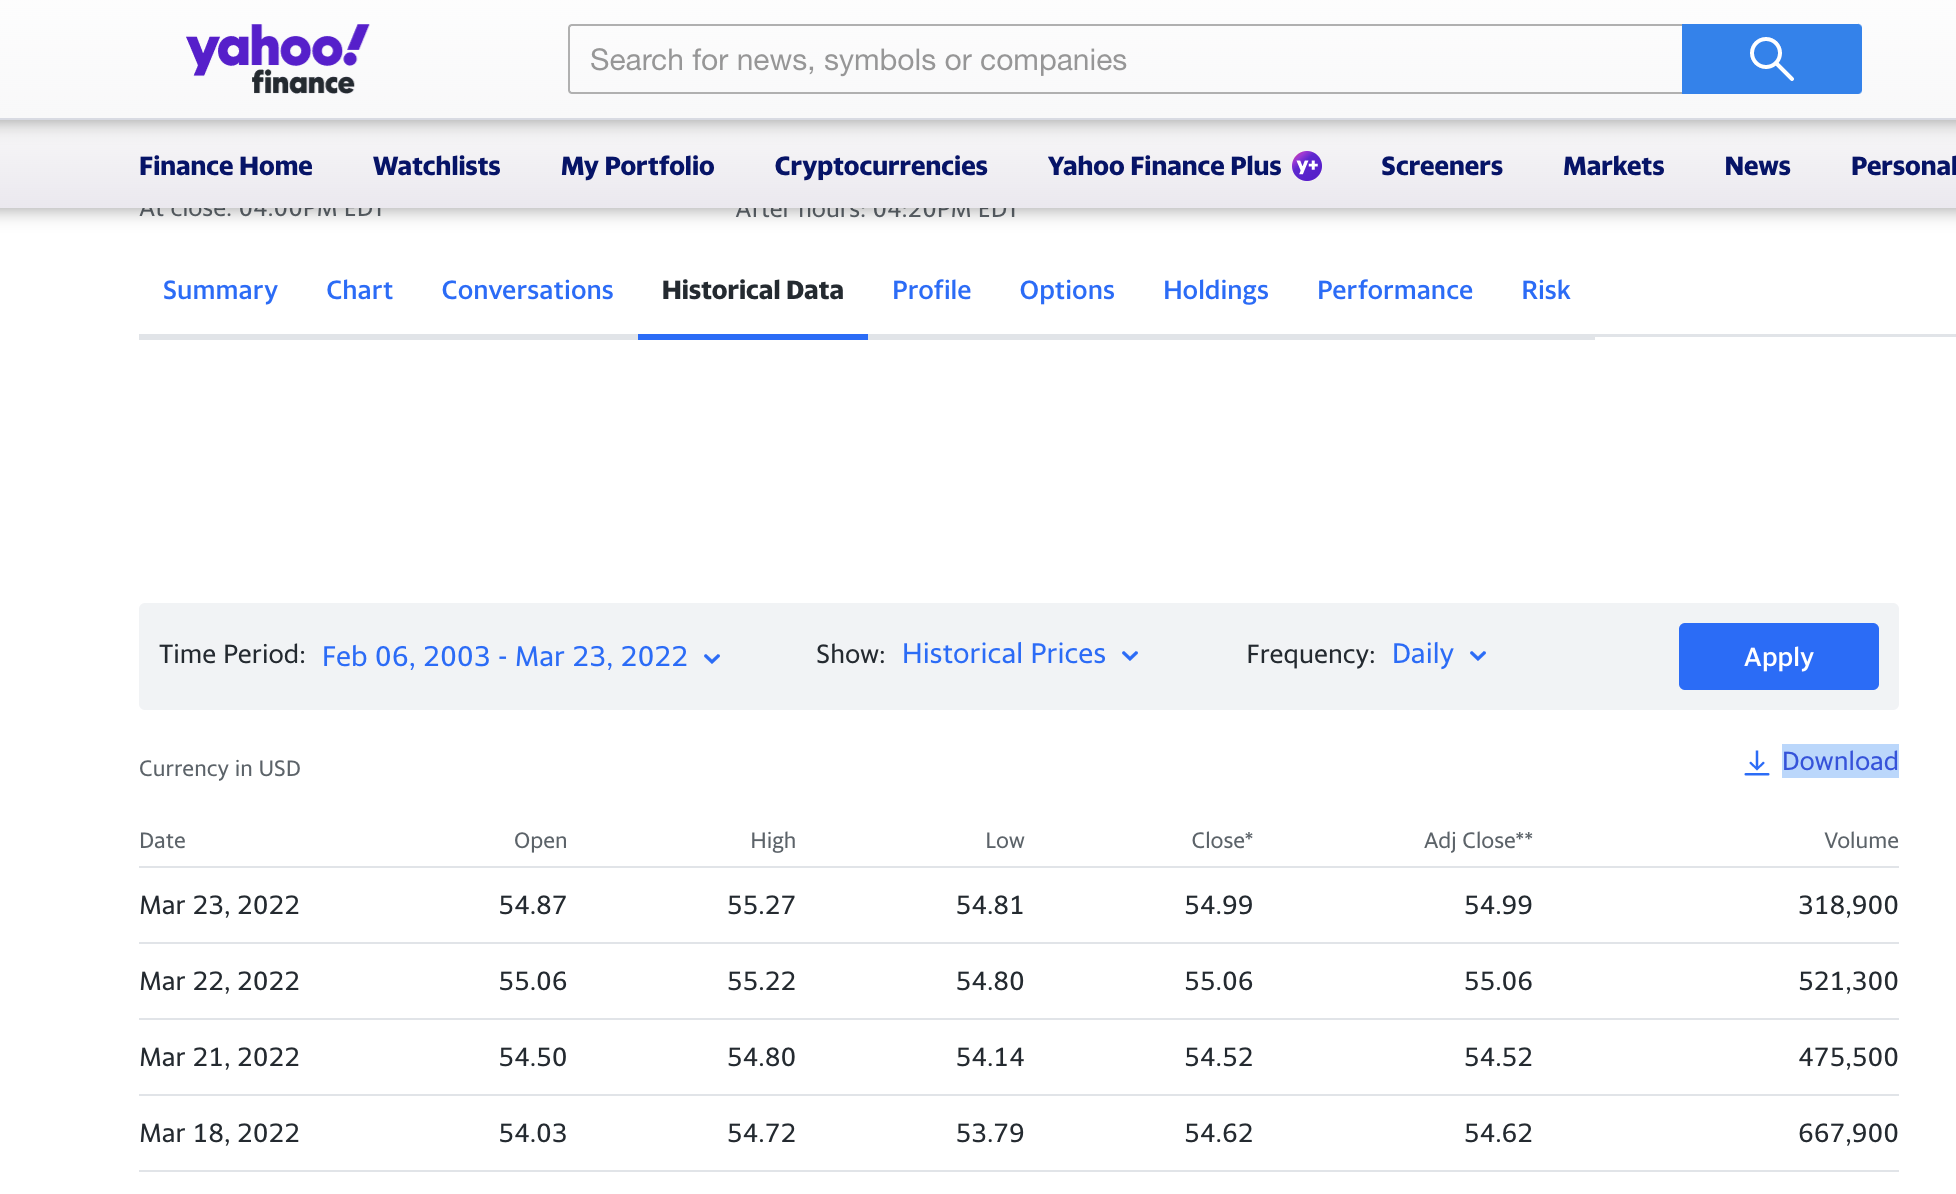 yahoo!
finance
Search for news, symbols or companies
Finance Home Watchlists My Portfolio Cryptocurrencies Yahoo Finance Plus y+ Screeners Markets News Personal
At close: 04:00PM EDT After hours: 04:20PM EDT
Summary Chart Conversations Historical Data Profile Options Holdings Performance Risk
Time Period: Feb 06, 2003 - Mar 23, 2022 Show: Historical Prices Frequency: Daily Apply
Currency in USD Download
Date Open High Low Close* Adj Close** Volume
Mar 23, 2022 54.87 55.27 54.81 54.99 54.99 318,900
Mar 22, 2022 55.06 55.22 54.80 55.06 55.06 521,300
Mar 21, 2022 54.50 54.80 54.14 54.52 54.52 475,500
Mar 18, 2022 54.03 54.72 53.79 54.62 54.62 667,900